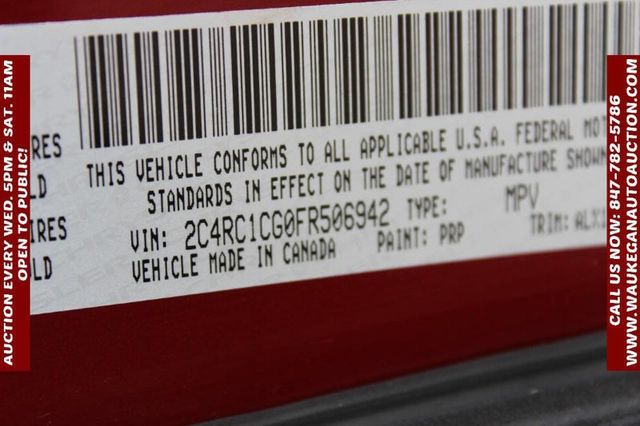 AUCTION EVERY WED. 5PM & SAT. 11AM
OPEN TO PUBLIC!
RES
LD
IRES
LD
THIS VEHICLE CONFORMS TO ALL APPLICABLE U.S.A. FEDERAL MO
STANDARDS IN EFFECT ON THE DATE OF MANUFACTURE SHOWN
VIN: 2C4RC1CG0FR506942 TYPE: MPV
VEHICLE MADE IN CANADA PAINT: PRP TRIM:
CALL US NOW: 847-782-5786
WWW.WAUKEGANAUTOAUCTION.COM